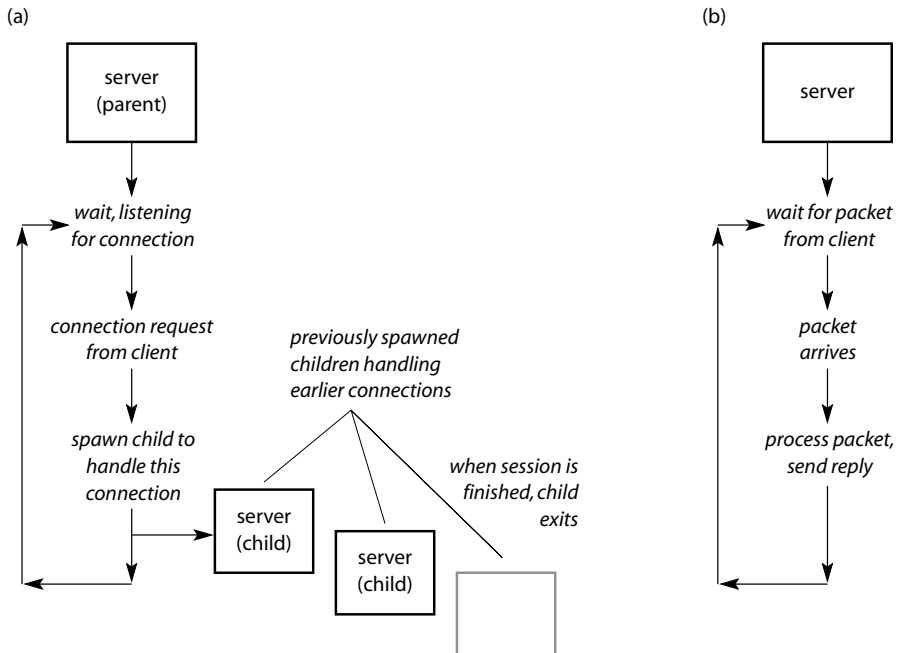 (a)
server
(parent)
wait, listening
for connection
connection request
from client
spawn child to
handle this
connection
previously spawned
children handling
earlier connections
server
(child)
server
(child)
when session is
finished, child
exits
(b)
server
wait for packet
from client
packet
arrives
process packet,
send reply